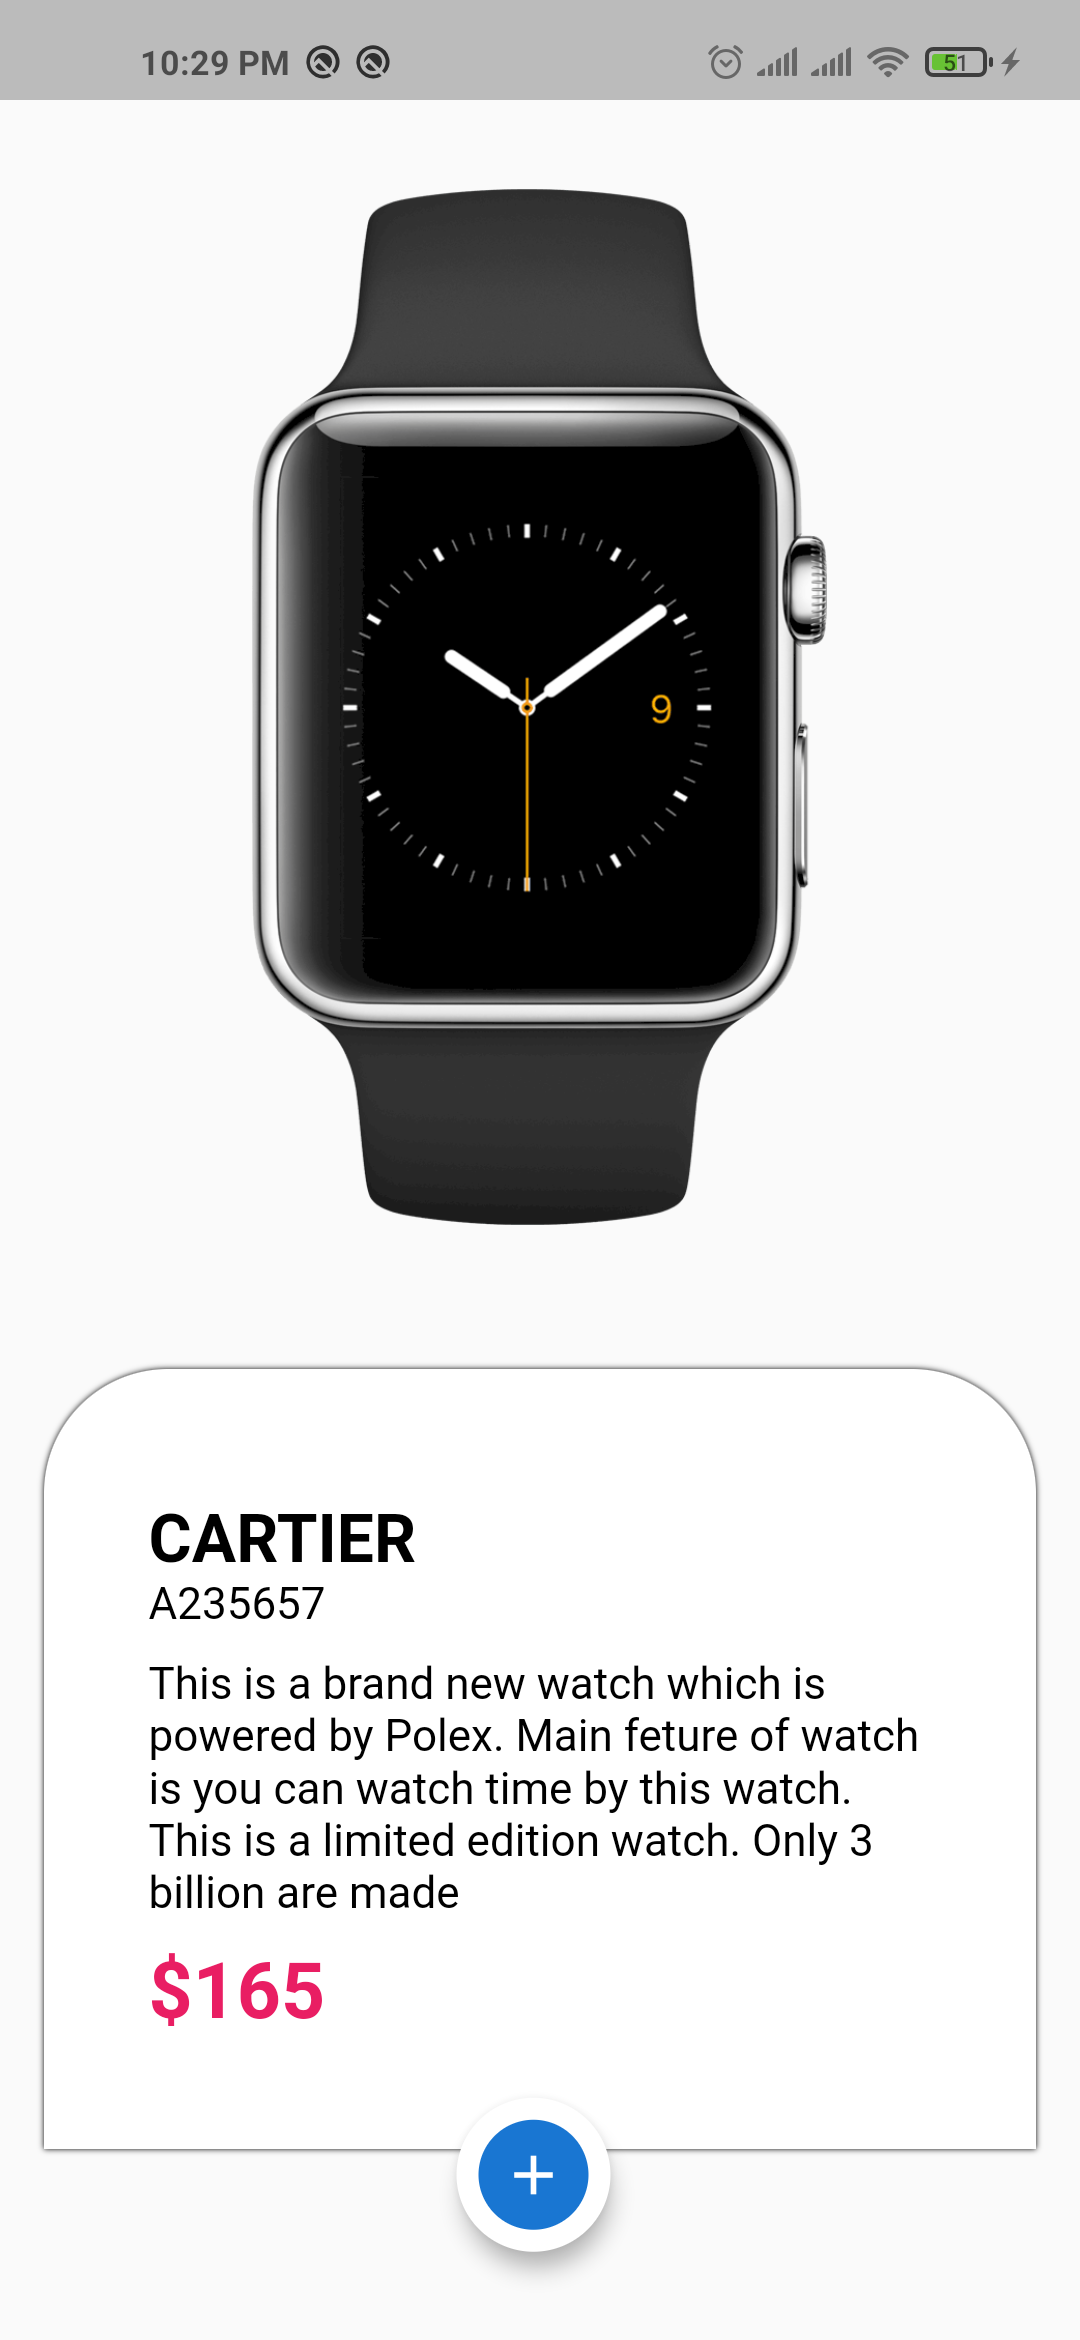 10:29 PM 51
9
CARTIER
A235657
This is a brand new watch which is
powered by Polex. Main feture of watch
is you can watch time by this watch.
This is a limited edition watch. Only 3
billion are made
$165
+